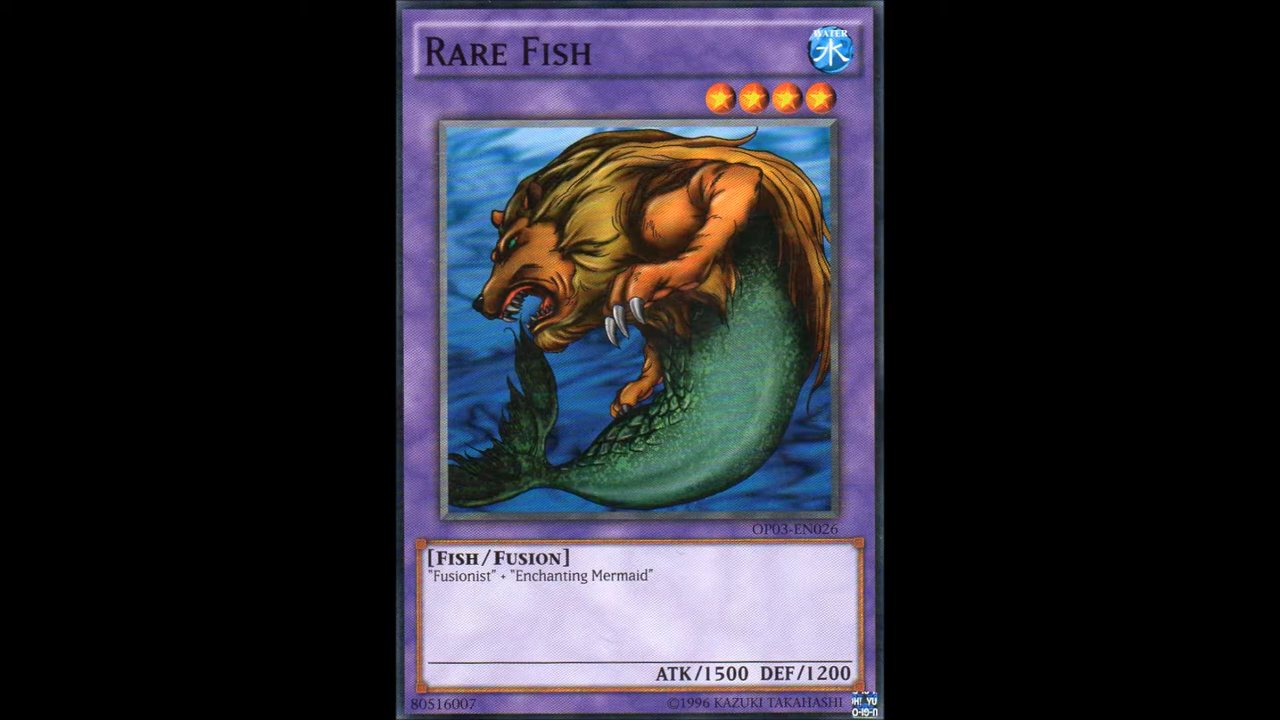 RARE FISH
WATER
水
OP03-EN026
[FISH/FUSION]
"Fusionist" + "Enchanting Mermaid"
ATK/1500 DEF/1200
80516007
©1996 KAZUKI TAKAHASHI